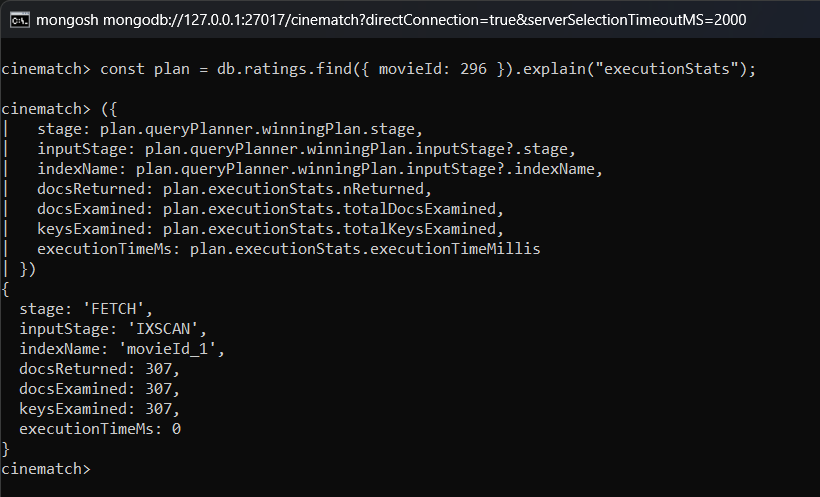 mongosh mongodb://127.0.0.1:27017/cinematch?directConnection=true&serverSelectionTimeoutMS=2000
cinematch> const plan = db.ratings.find({ movieId: 296 }).explain("executionStats");
cinematch> ({
|   stage: plan.queryPlanner.winningPlan.stage,
|   inputStage: plan.queryPlanner.winningPlan.inputStage?.stage,
|   indexName: plan.queryPlanner.winningPlan.inputStage?.indexName,
|   docsReturned: plan.executionStats.nReturned,
|   docsExamined: plan.executionStats.totalDocsExamined,
|   keysExamined: plan.executionStats.totalKeysExamined,
|   executionTimeMs: plan.executionStats.executionTimeMillis
| })
{
  stage: 'FETCH',
  inputStage: 'IXSCAN',
  indexName: 'movieId_1',
  docsReturned: 307,
  docsExamined: 307,
  keysExamined: 307,
  executionTimeMs: 0
}
cinematch>